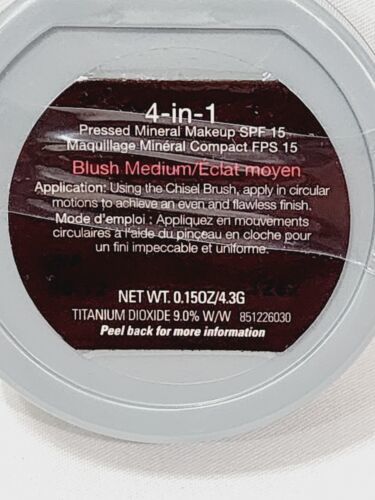 4-in-1
Pressed Mineral Makeup SPF 15
Maquillage Minéral Compact FPS 15
Blush Medium/Éclat moyen
Application: Using the Chisel Brush, apply in circular
motions to achieve an even and flawless finish.
Mode d'emploi : Appliquez en mouvements
circulaires à l'aide du pinceau en cloche pour
un fini impeccable et uniforme.
NET WT. 0.15OZ/4.3G
TITANIUM DIOXIDE 9.0% W/W 851226030
Peel back for more information